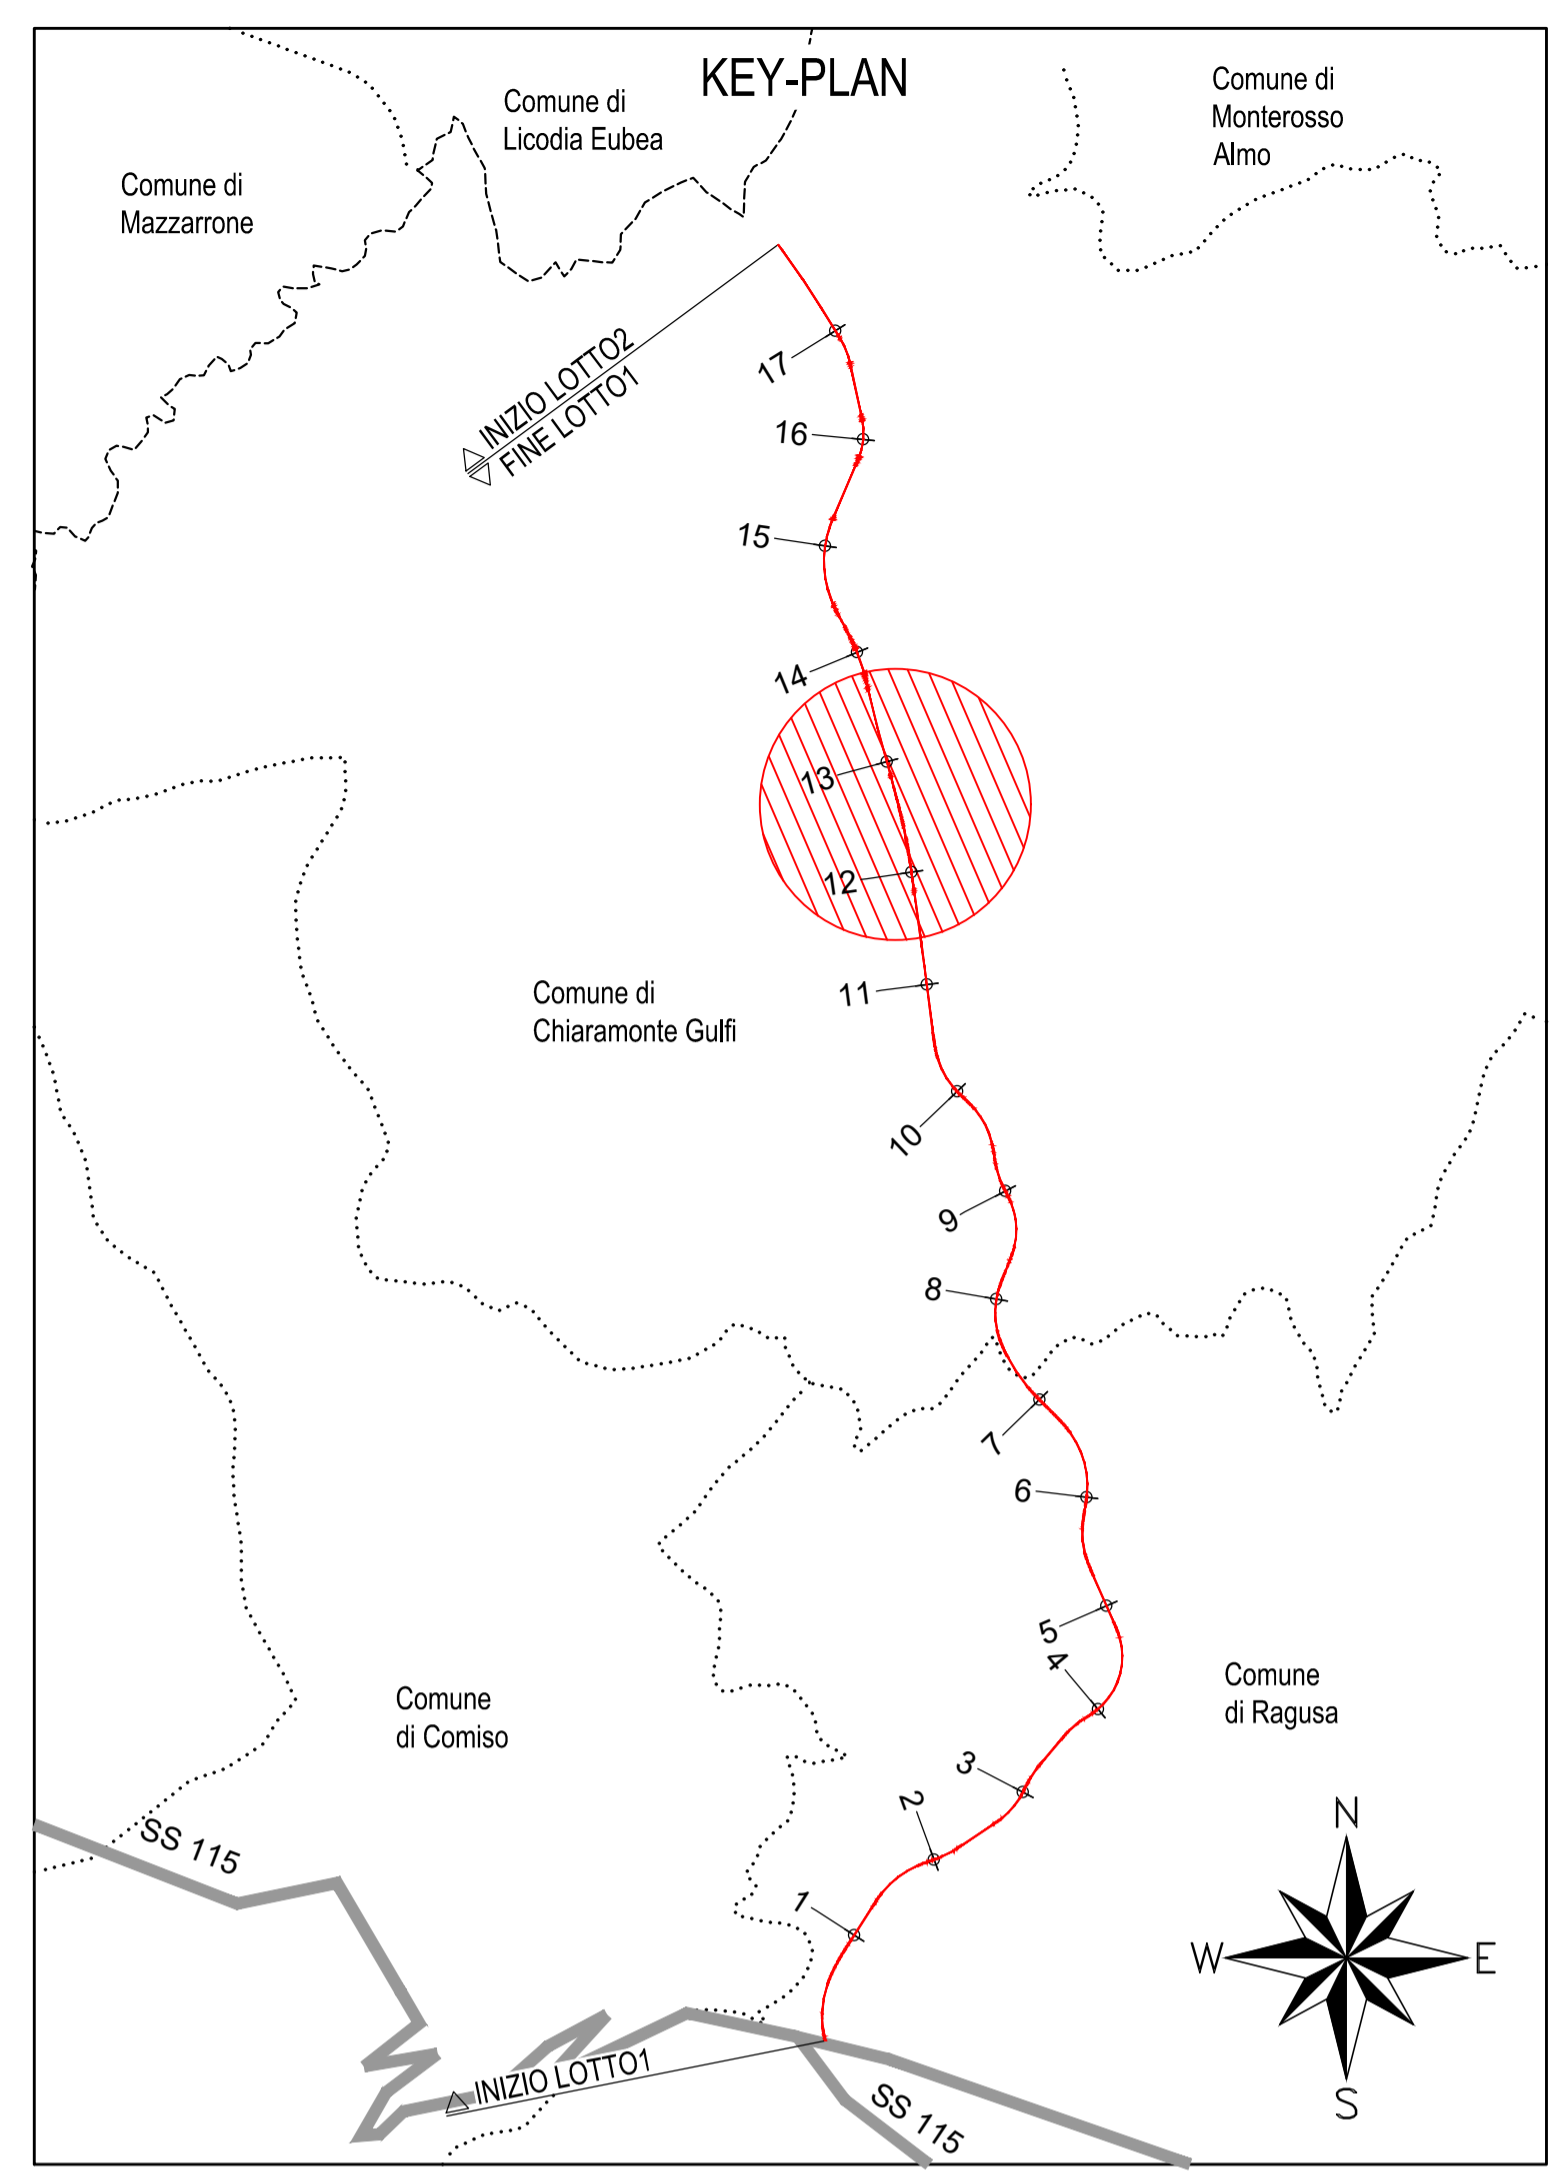 KEY-PLAN
Comune di
Licodia Eubea
Comune di
Monterosso
Almo
Comune di
Mazzarrone
INIZIO LOTTO2
FINE LOTTO1
17
16
15
14
13
12
11
Comune di
Chiaramonte Gulfi
10
9
8
7
6
5
4
Comune
di Comiso
Comune
di Ragusa
3
2
1
SS 115
N
W
E
S
INIZIO LOTTO1
SS 115